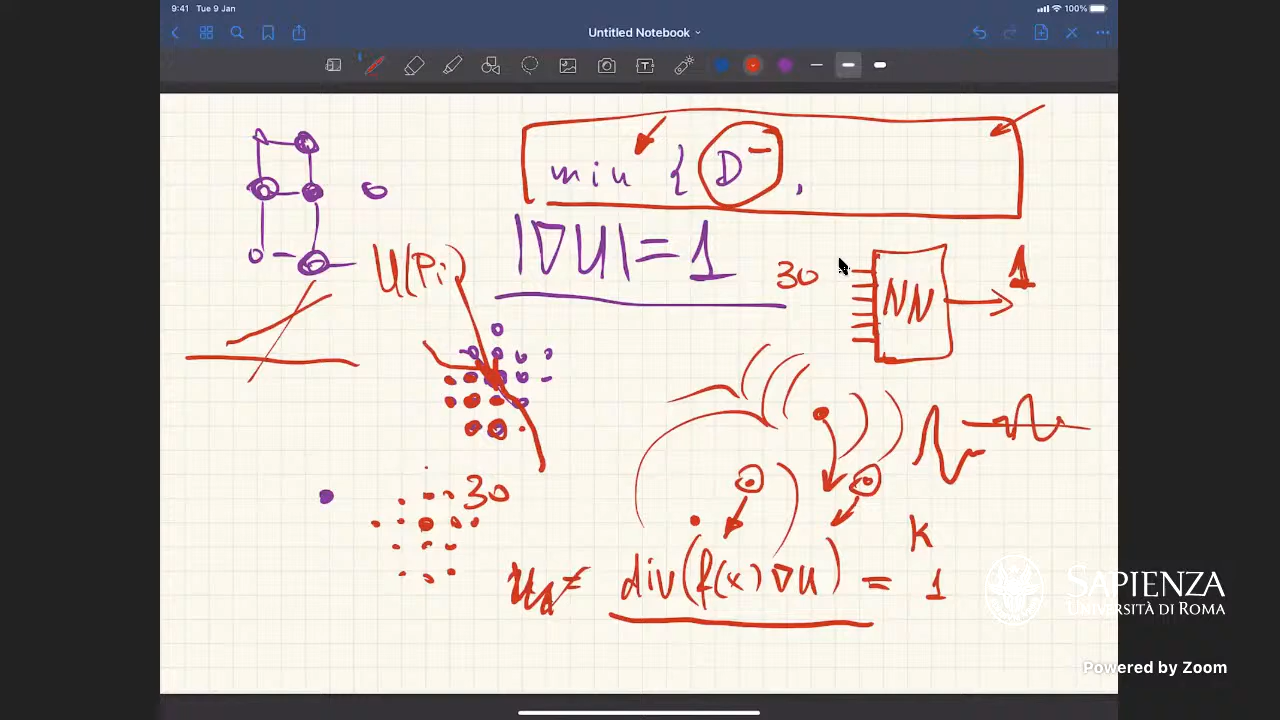 9:41 Tue 9 Jan
100%
Untitled Notebook
min { D⁻,
|∇U|=1
U(Pi)
30
NN
1
30
K
div(f(x)∇u) = 1
SAPIENZA
UNIVERSITÀ DI ROMA
Powered by Zoom